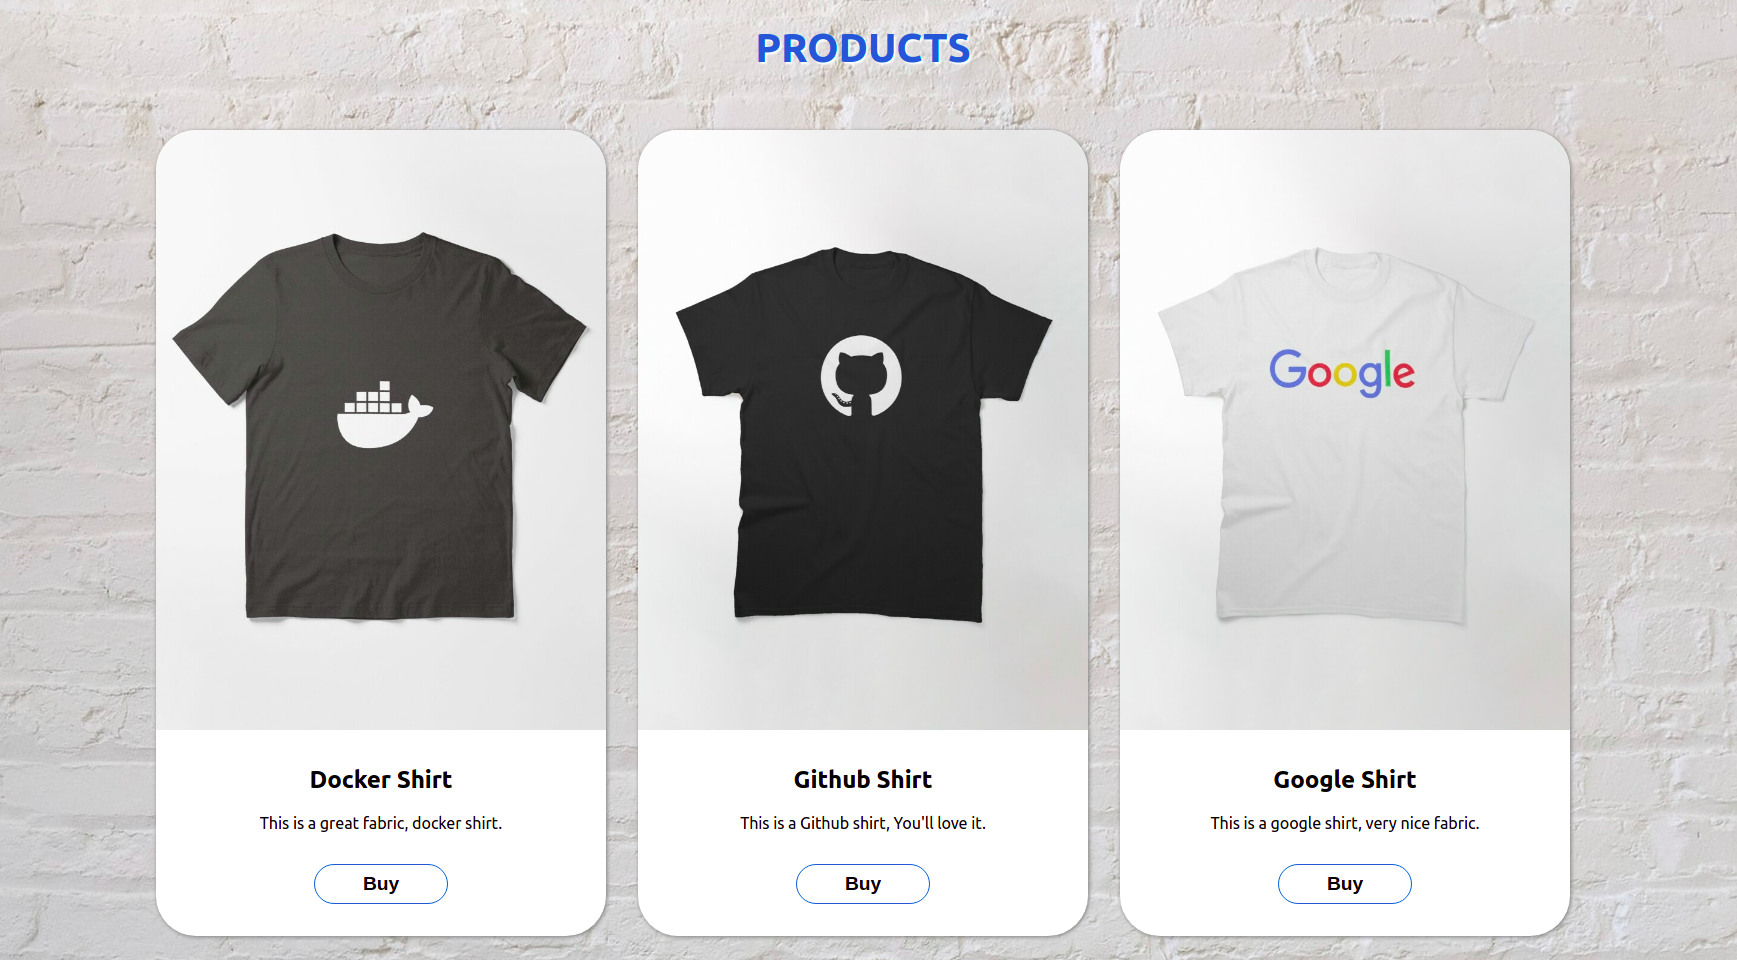 PRODUCTS
Google
Docker Shirt
This is a great fabric, docker shirt.
Buy
Github Shirt
This is a Github shirt, You'll love it.
Buy
Google Shirt
This is a google shirt, very nice fabric.
Buy